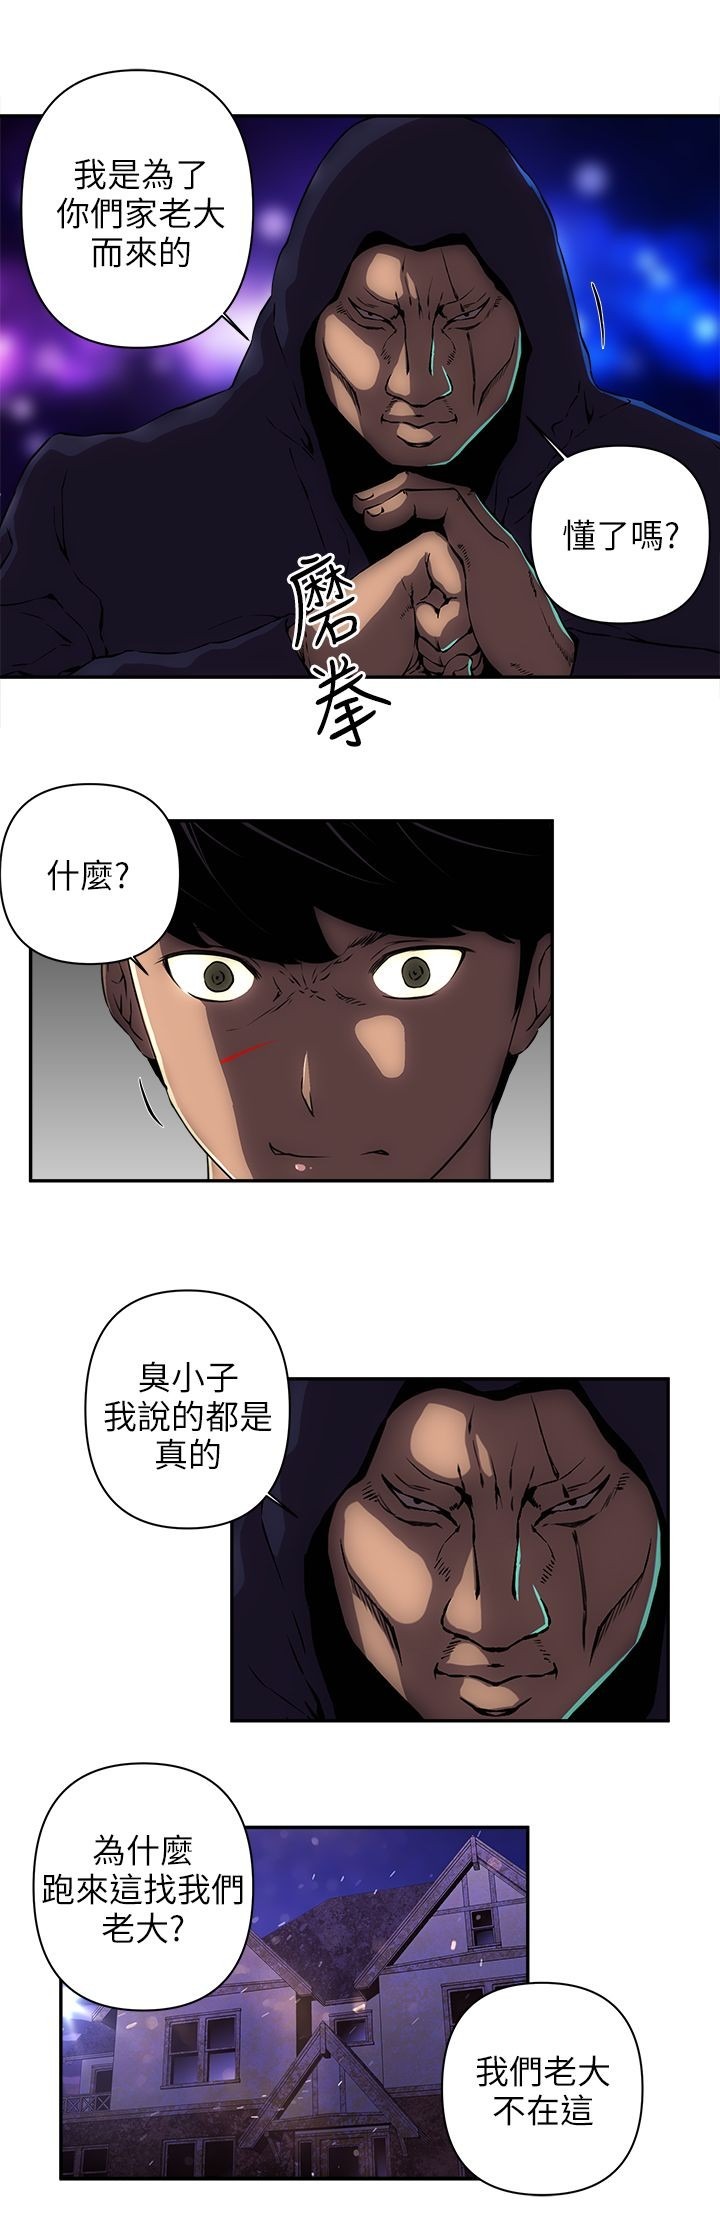 我是為了
你們家老大
而來的
懂了嗎?
磨拳
什麼?
臭小子
我說的都是
真的
為什麼
跑來這找我們
老大?
我們老大
不在這